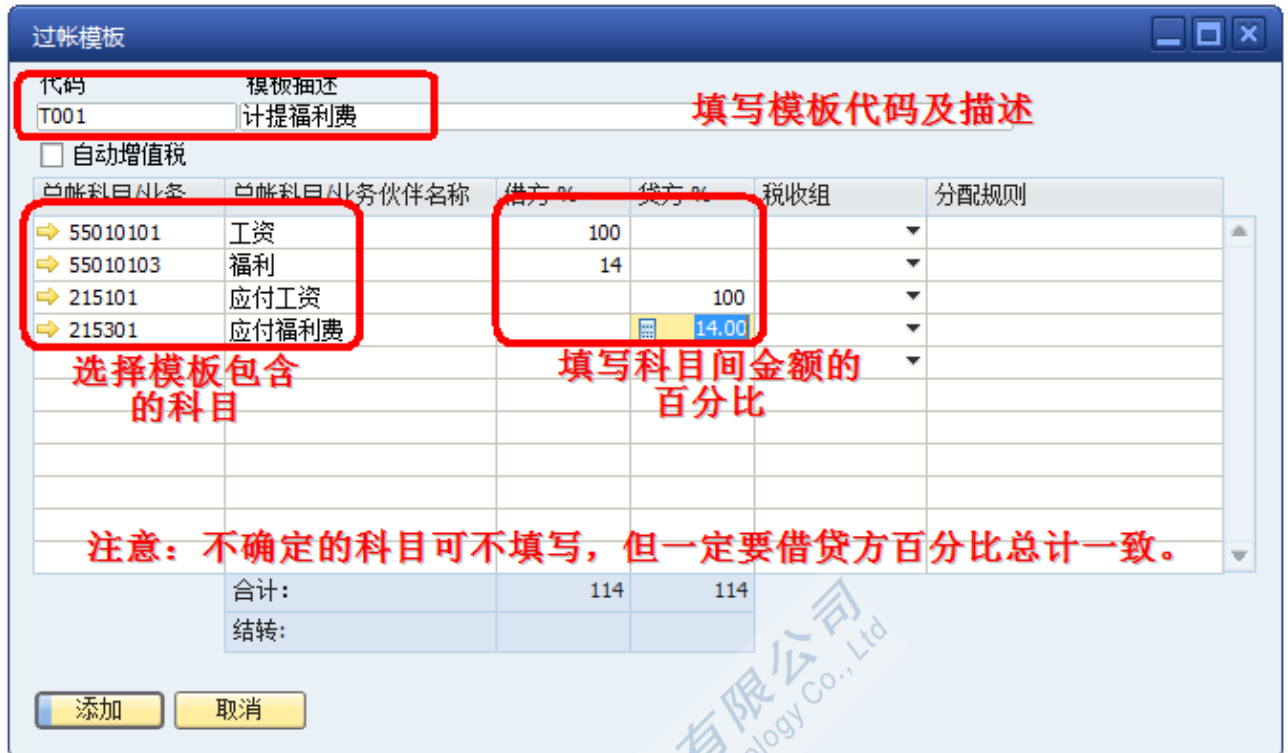 过帐模板
代码 模板描述
T001 计提福利费
填写模板代码及描述
自动增值税
总帐科目/业务 总帐科目/业务伙伴名称 借方 % 贷方 % 税收组 分配规则
55010101 工资 100
55010103 福利 14
215101 应付工资 100
215301 应付福利费 14.00
选择模板包含
的科目
填写科目间金额的
百分比
注意：不确定的科目可不填写，但一定要借贷方百分比总计一致。
合计: 114 114
结转:
添加 取消
有限公司
ology Co., Ltd